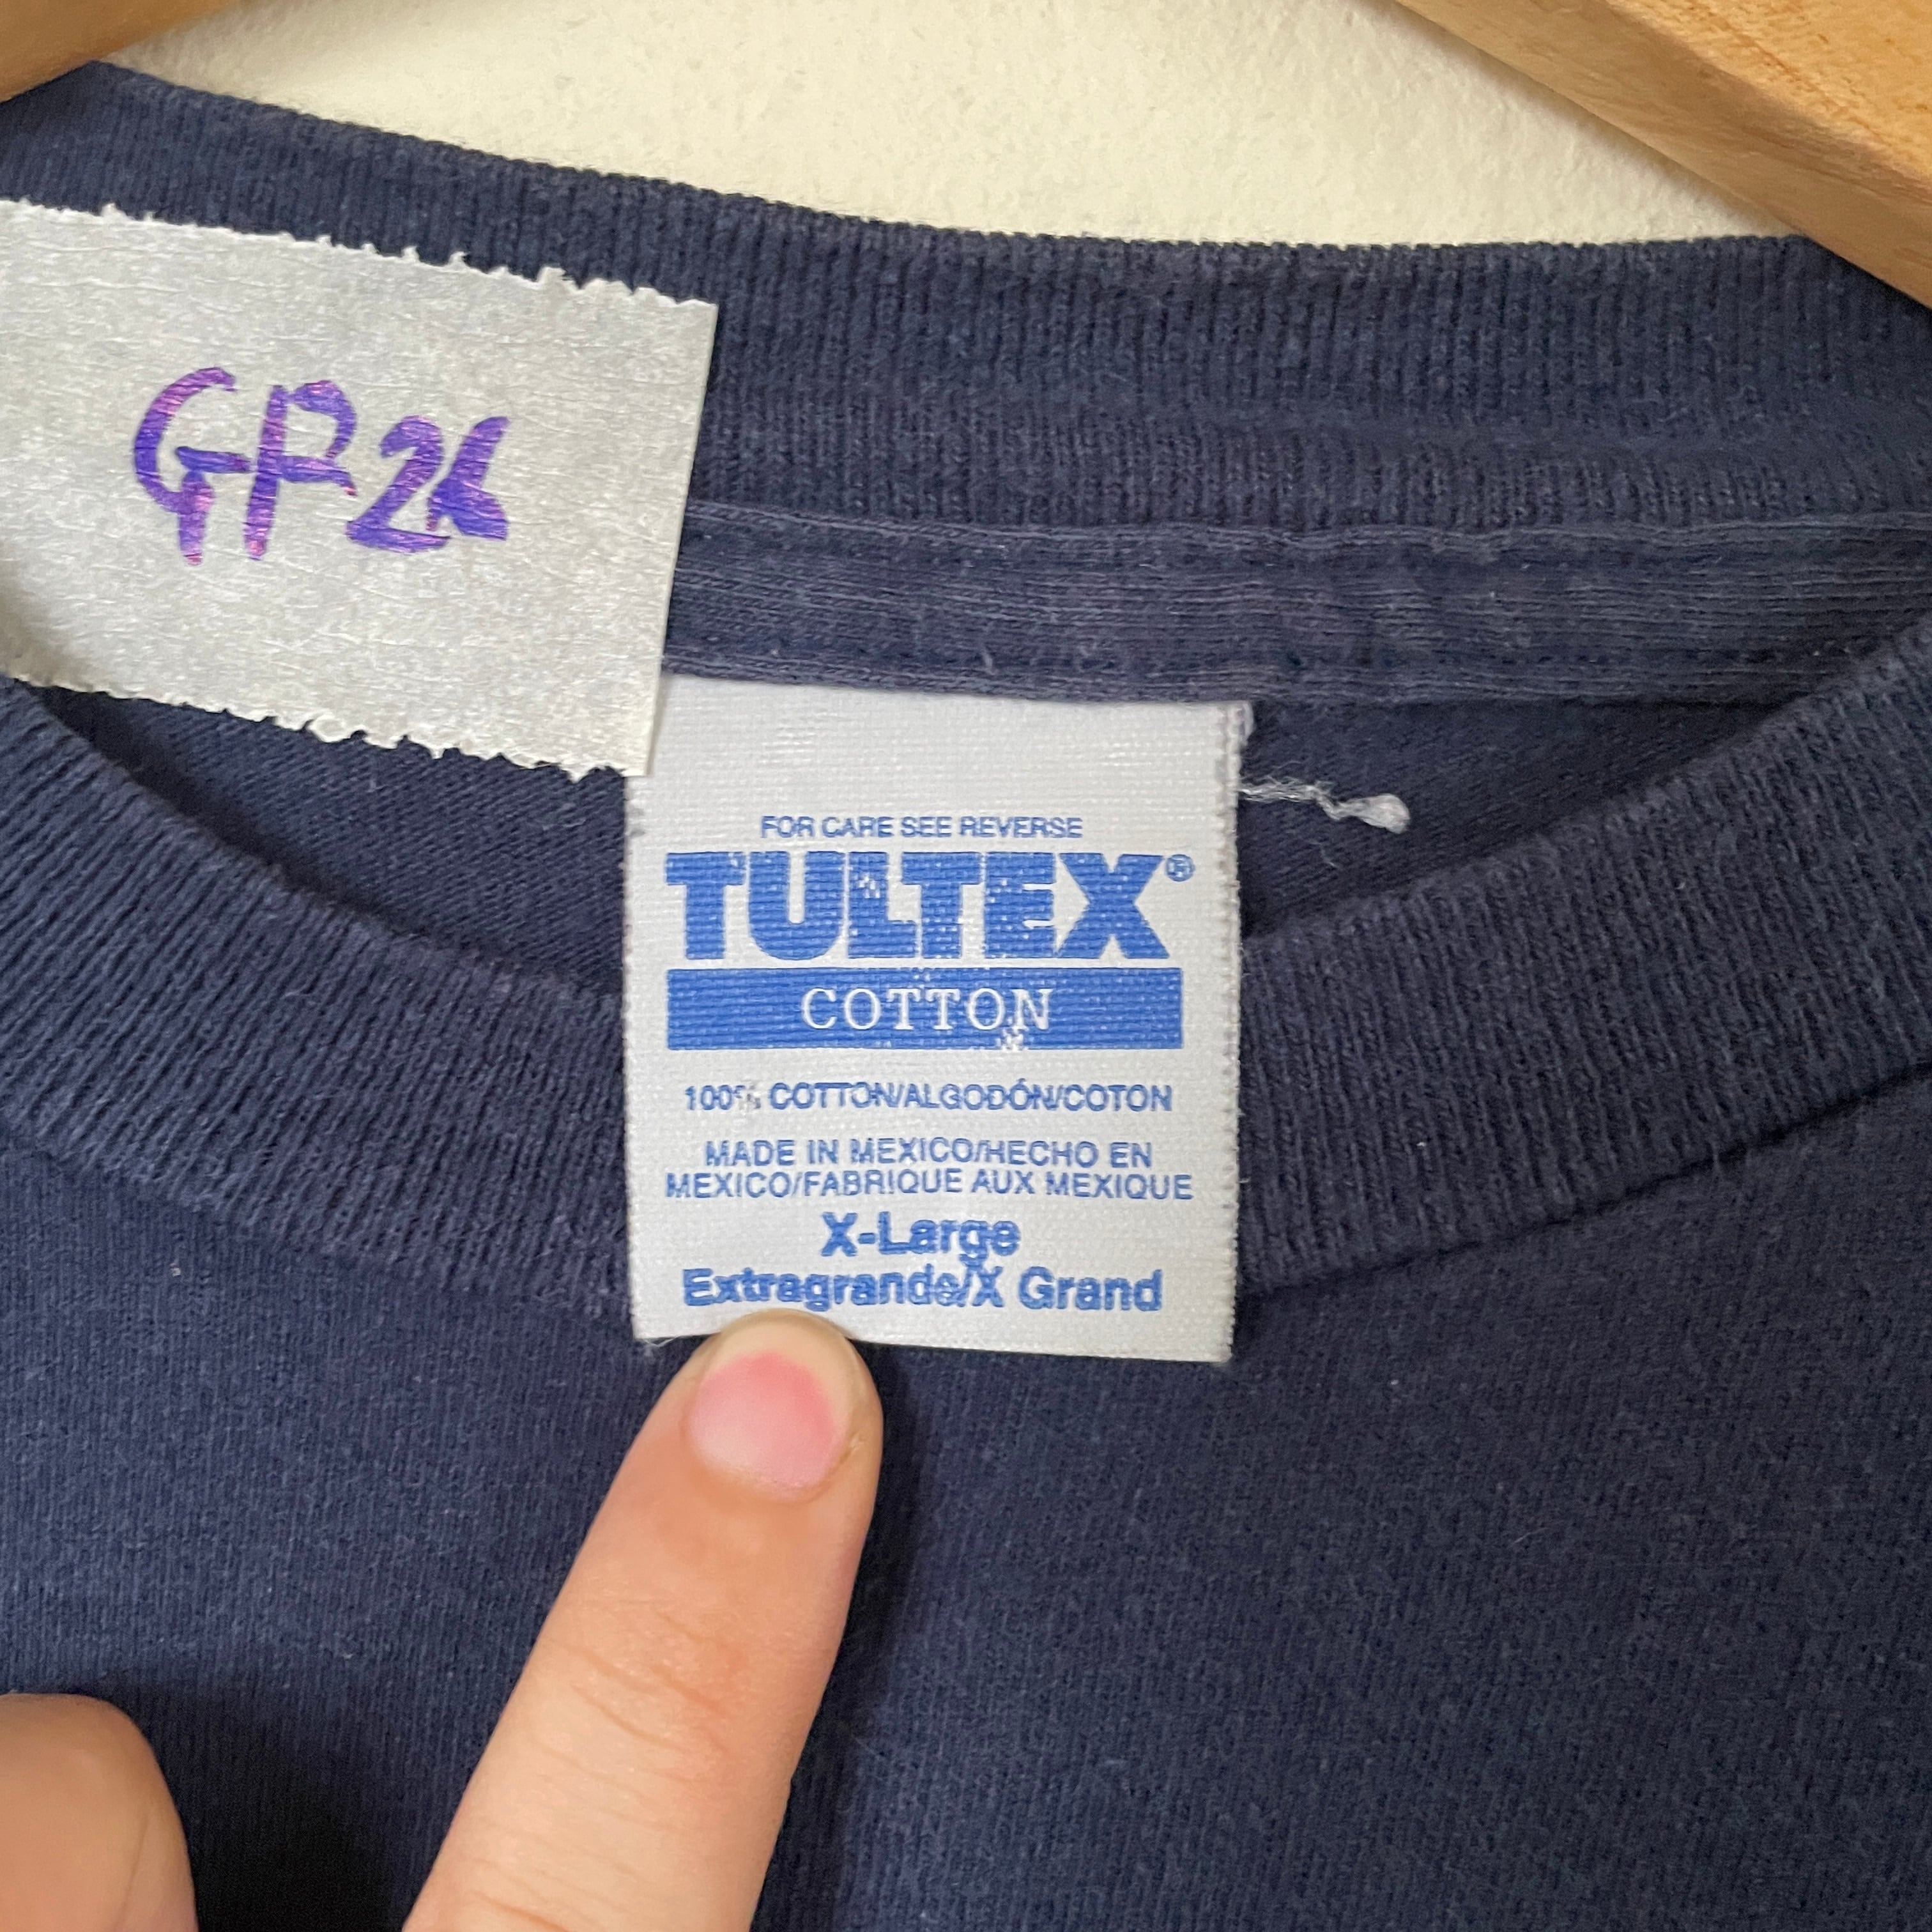 GP26
FOR CARE SEE REVERSE
TULTEX®
COTTON
100% COTTON/ALGODÓN/COTON
MADE IN MEXICO/HECHO EN
MEXICO/FABRIQUE AUX MEXIQUE
X-Large
Extragrande/X Grand